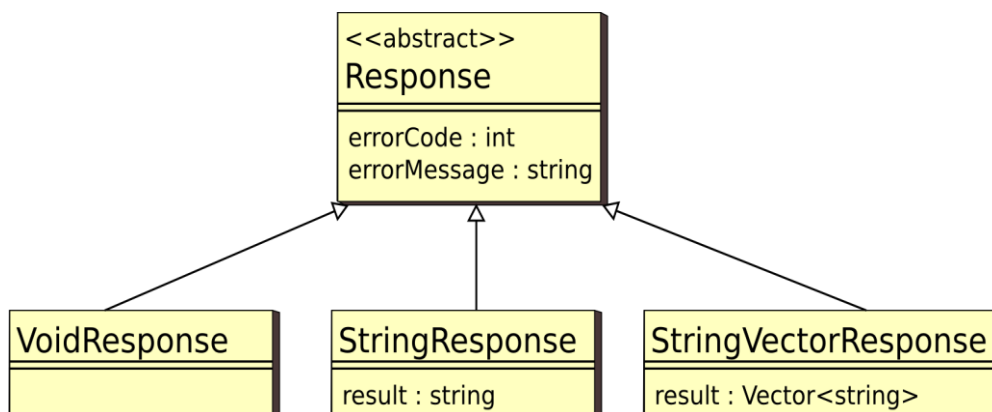 <<abstract>>
Response
errorCode : int
errorMessage : string
VoidResponse
StringResponse
StringVectorResponse
result : string
result : Vector<string>